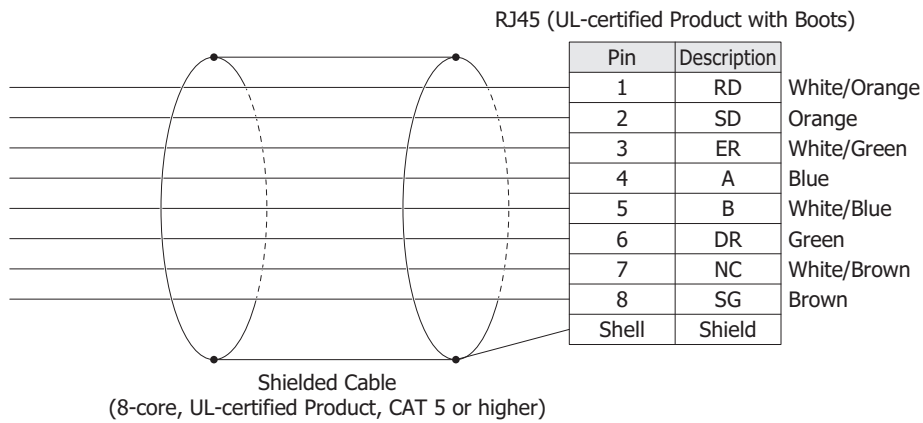 RJ45 (UL-certified Product with Boots)
Pin Description
1 RD White/Orange
2 SD Orange
3 ER White/Green
4 A Blue
5 B White/Blue
6 DR Green
7 NC White/Brown
8 SG Brown
Shell Shield
Shielded Cable
(8-core, UL-certified Product, CAT 5 or higher)